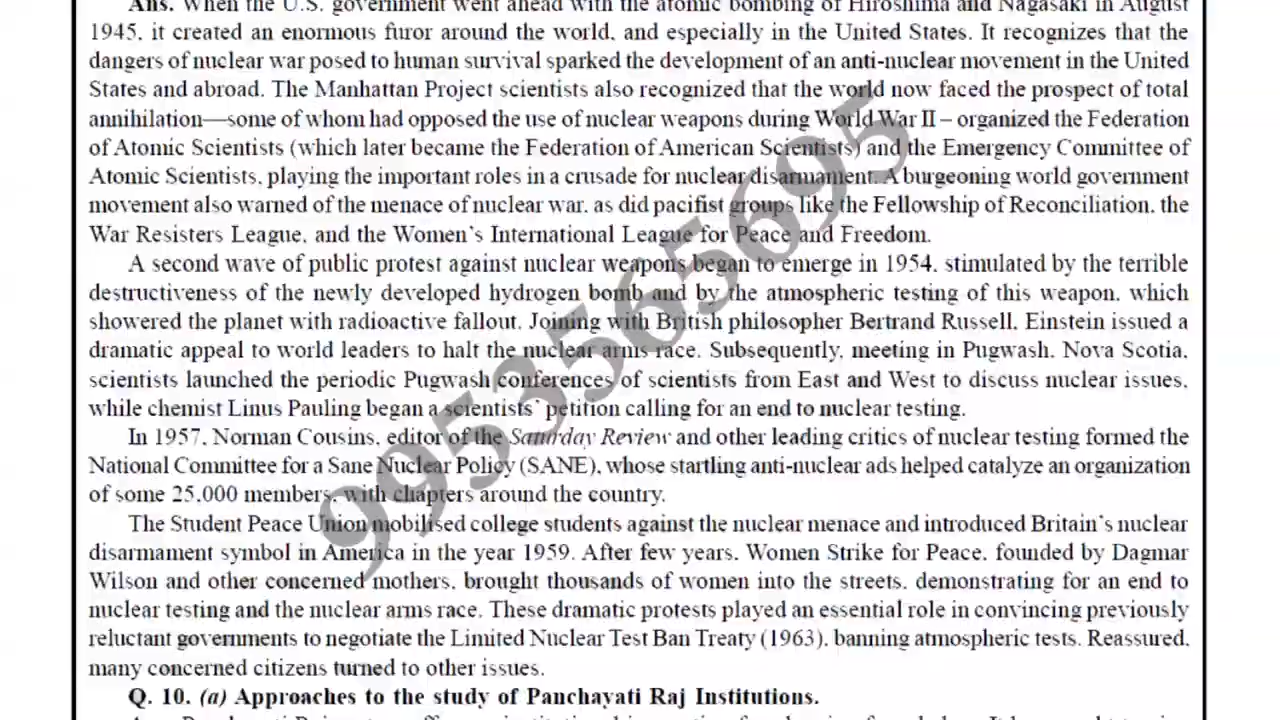 Ans. When the U.S. government went ahead with the atomic bombing of Hiroshima and Nagasaki in August
1945, it created an enormous furor around the world, and especially in the United States. It recognizes that the
dangers of nuclear war posed to human survival sparked the development of an anti-nuclear movement in the United
States and abroad. The Manhattan Project scientists also recognized that the world now faced the prospect of total
annihilation—some of whom had opposed the use of nuclear weapons during World War II – organized the Federation
of Atomic Scientists (which later became the Federation of American Scientists) and the Emergency Committee of
Atomic Scientists, playing the important roles in a crusade for nuclear disarmament. A burgeoning world government
movement also warned of the menace of nuclear war, as did pacifist groups like the Fellowship of Reconciliation, the
War Resisters League, and the Women's International League for Peace and Freedom.
A second wave of public protest against nuclear weapons began to emerge in 1954, stimulated by the terrible
destructiveness of the newly developed hydrogen bomb and by the atmospheric testing of this weapon, which
showered the planet with radioactive fallout. Joining with British philosopher Bertrand Russell, Einstein issued a
dramatic appeal to world leaders to halt the nuclear arms race. Subsequently, meeting in Pugwash, Nova Scotia,
scientists launched the periodic Pugwash conferences of scientists from East and West to discuss nuclear issues,
while chemist Linus Pauling began a scientists' petition calling for an end to nuclear testing.
In 1957, Norman Cousins, editor of the Saturday Review and other leading critics of nuclear testing formed the
National Committee for a Sane Nuclear Policy (SANE), whose startling anti-nuclear ads helped catalyze an organization
of some 25,000 members, with chapters around the country.
The Student Peace Union mobilised college students against the nuclear menace and introduced Britain's nuclear
disarmament symbol in America in the year 1959. After few years, Women Strike for Peace, founded by Dagmar
Wilson and other concerned mothers, brought thousands of women into the streets, demonstrating for an end to
nuclear testing and the nuclear arms race. These dramatic protests played an essential role in convincing previously
reluctant governments to negotiate the Limited Nuclear Test Ban Treaty (1963), banning atmospheric tests. Reassured,
many concerned citizens turned to other issues.
Q. 10. (a) Approaches to the study of Panchayati Raj Institutions.
9953565695